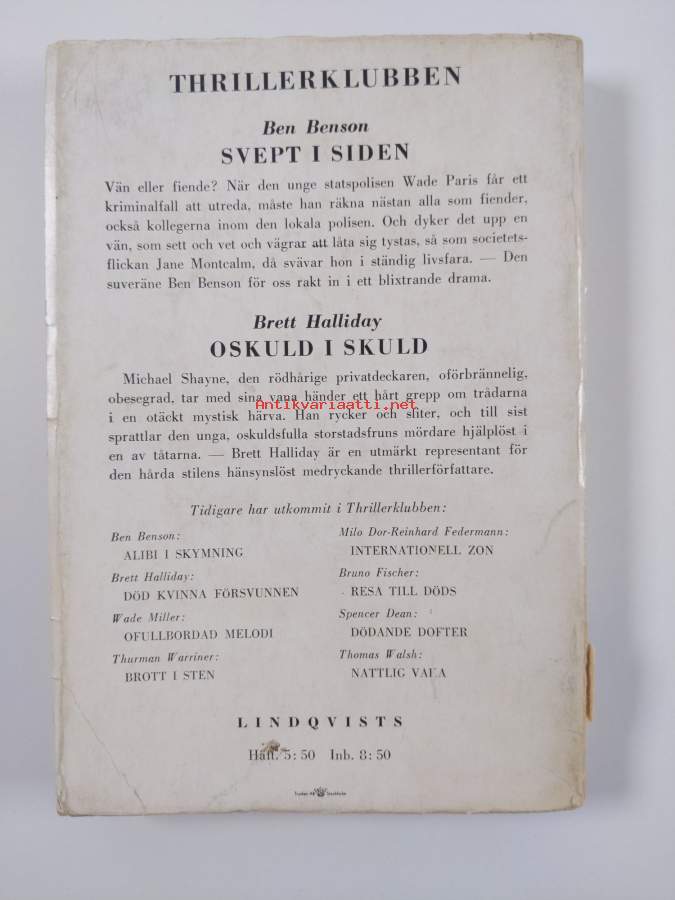 THRILLERKLUBBEN
Ben Benson
SVEPT I SIDEN
Vän eller fiende? När den unge statspolisen Wade Paris får ett
kriminalfall att utreda, måste han räkna nästan alla som fiender,
också kollegerna inom den lokala polisen. Och dyker det upp en
vän, som sett och vet och vägrar att låta sig tystas, så som societets-
flickan Jane Montcalm, då svävar hon i ständig livsfara. — Den
suveräne Ben Benson för oss rakt in i ett blixtrande drama.
Brett Halliday
OSKULD I SKULD
Michael Shayne, den rödhårige privatdeckaren, oförbrännelig,
obesegrad, tar med sina vana händer ett hårt grepp om trådarna
Antikvariaatti.net
i en otäckt mystisk härva. Han rycker och sliter, och till sist
sprattlar den unga, oskuldsfulla storstadsfruns mördare hjälplöst i
en av tåtarna. — Brett Halliday är en utmärkt representant för
den hårda stilens hänsynslöst medryckande thrillerförfattare.
Tidigare har utkommit i Thrillerklubben:
Ben Benson:
ALIBI I SKYMNING
Brett Halliday:
DÖD KVINNA FÖRSVUNNEN
Wade Miller:
OFULLBORDAD MELODI
Thurman Warriner:
BROTT I STEN
Milo Dor-Reinhard Federmann:
INTERNATIONELL ZON
Bruno Fischer:
RESA TILL DÖDS
Spencer Dean:
DÖDANDE DOFTER
Thomas Walsh:
NATTLIG VAKA
LINDQVISTS
Häft. 5:50 Inb. 8:50